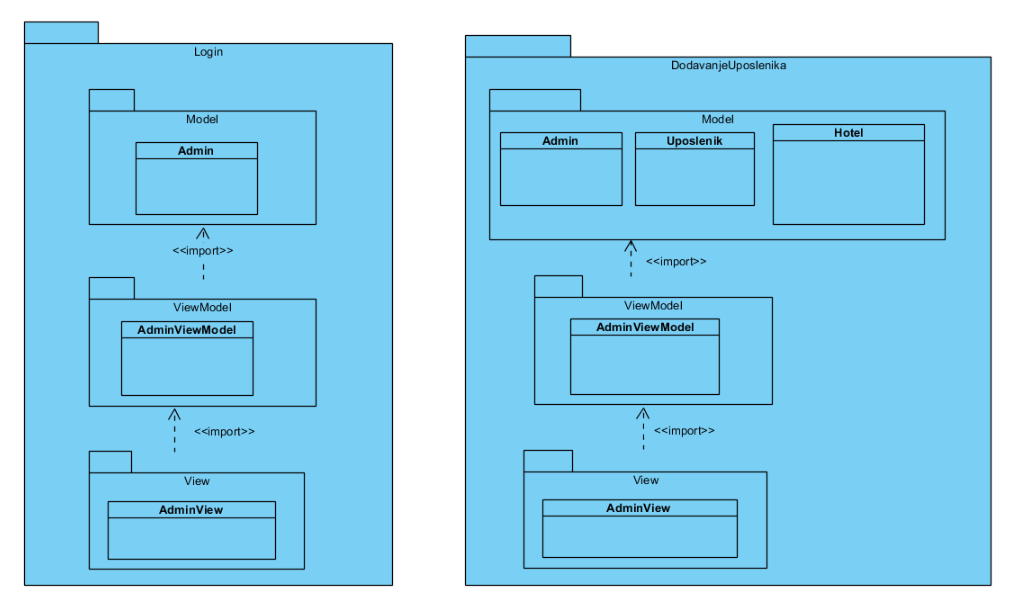 Login
Model
Admin
<<import>>
ViewModel
AdminViewModel
<<import>>
View
AdminView
DodavanjeUposlenika
Model
Admin
Uposlenik
Hotel
<<import>>
ViewModel
AdminViewModel
<<import>>
View
AdminView